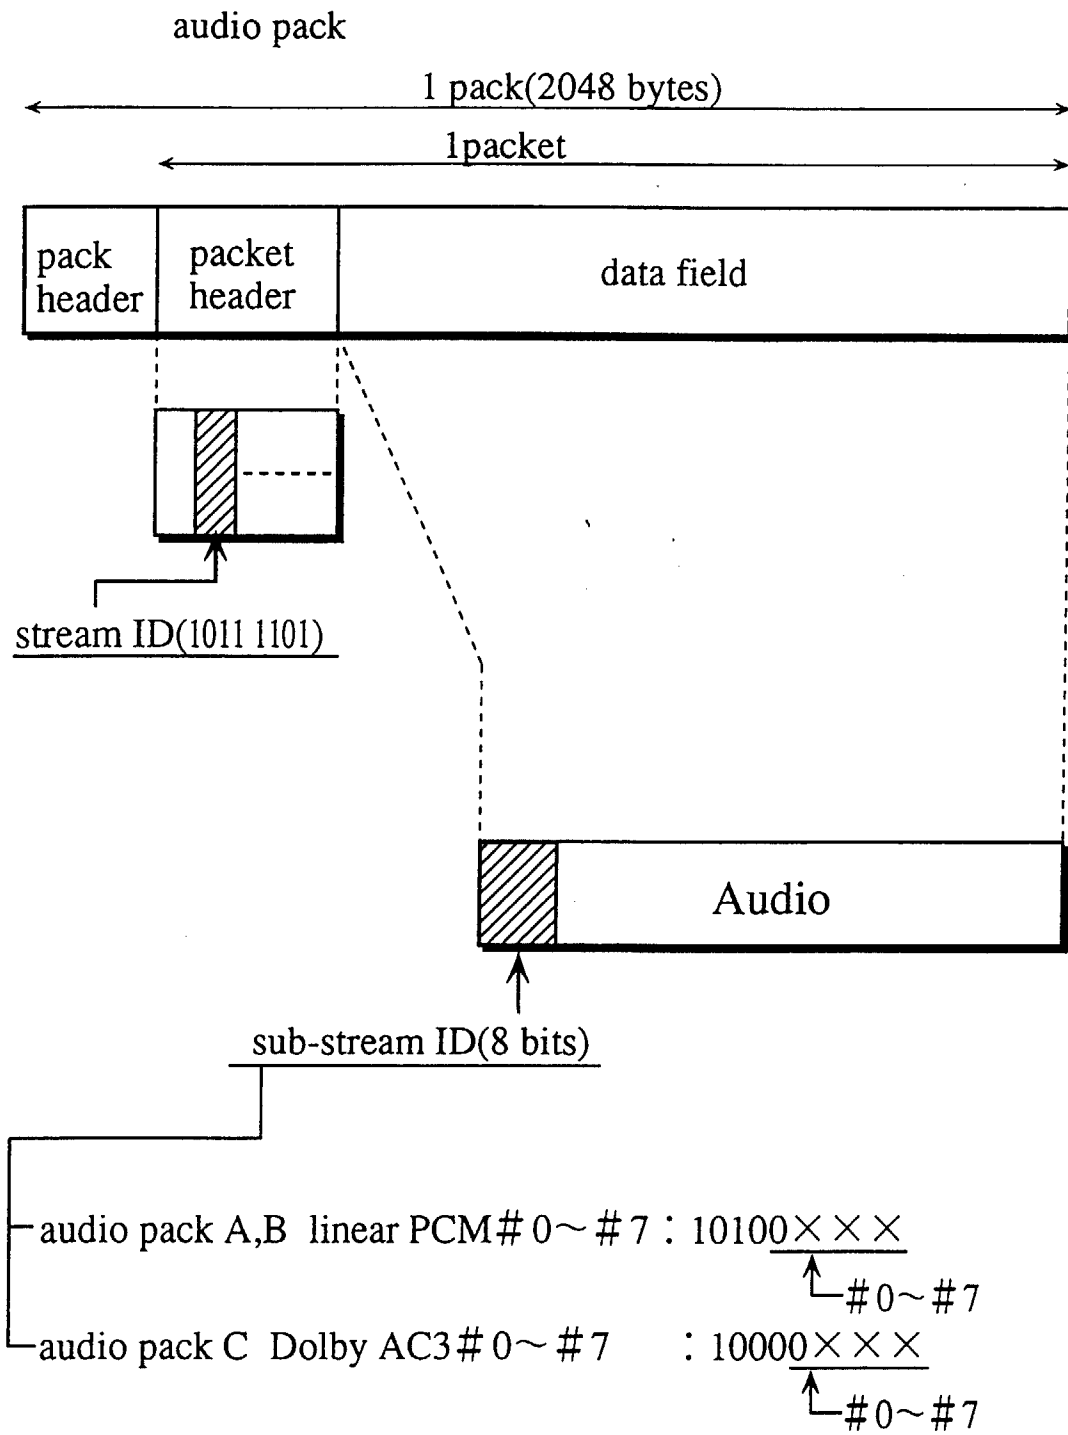 audio pack
1 pack(2048 bytes)
1packet
pack header
packet header
data field
stream ID(1011 1101)
Audio
sub-stream ID(8 bits)
audio pack A,B linear PCM#0~#7 : 10100×××
#0~#7
audio pack C Dolby AC3#0~#7 : 10000×××
#0~#7